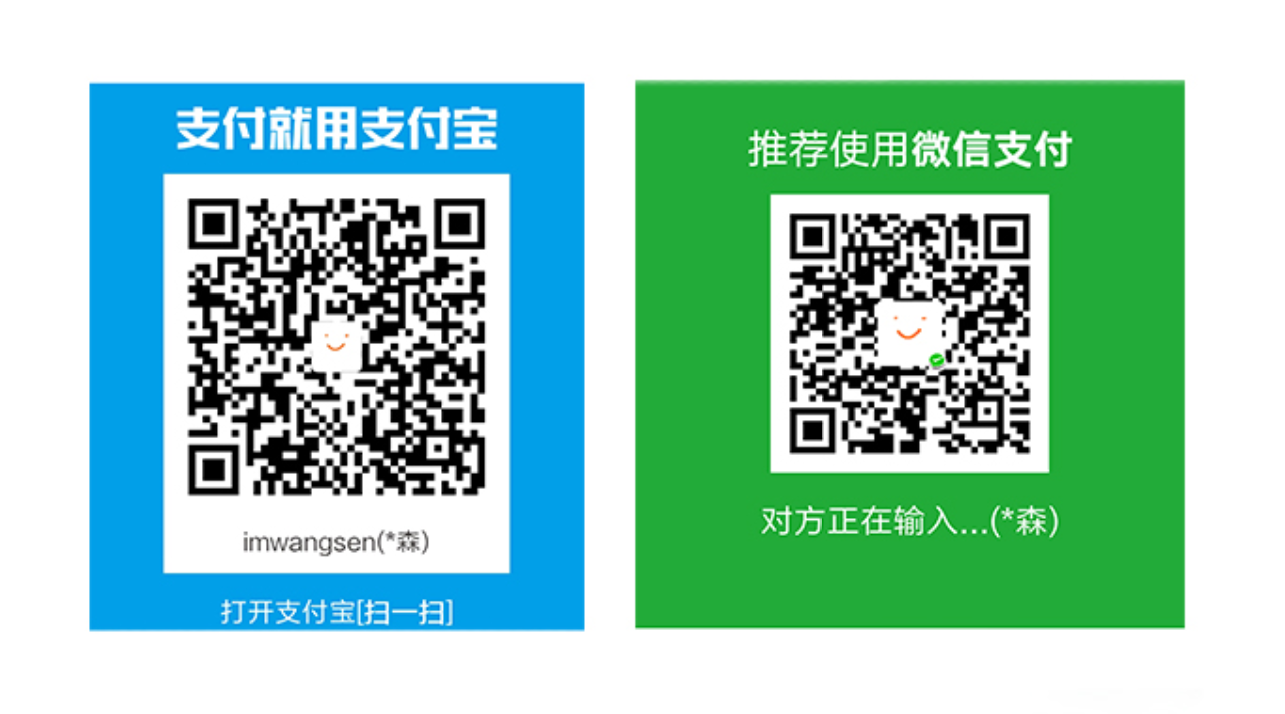 支付就用支付宝
imwangsen(*森)
打开支付宝[扫一扫]
推荐使用微信支付
对方正在输入...(*森)